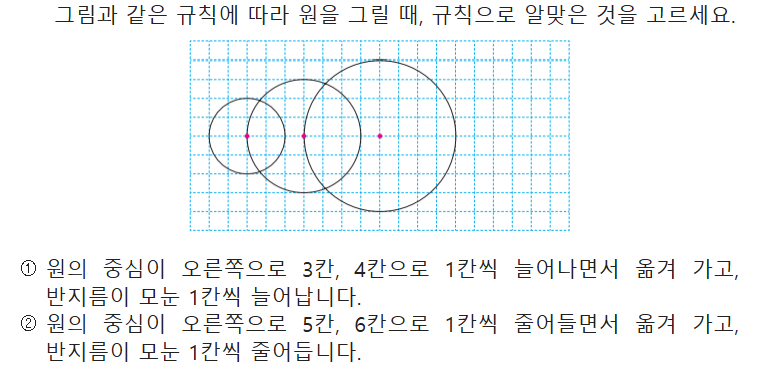 그림과 같은 규칙에 따라 원을 그릴 때, 규칙으로 알맞은 것을 고르세요.
① 원의 중심이 오른쪽으로 3칸, 4칸으로 1칸씩 늘어나면서 옮겨 가고,
반지름이 모눈 1칸씩 늘어납니다.
② 원의 중심이 오른쪽으로 5칸, 6칸으로 1칸씩 줄어들면서 옮겨 가고,
반지름이 모눈 1칸씩 줄어듭니다.